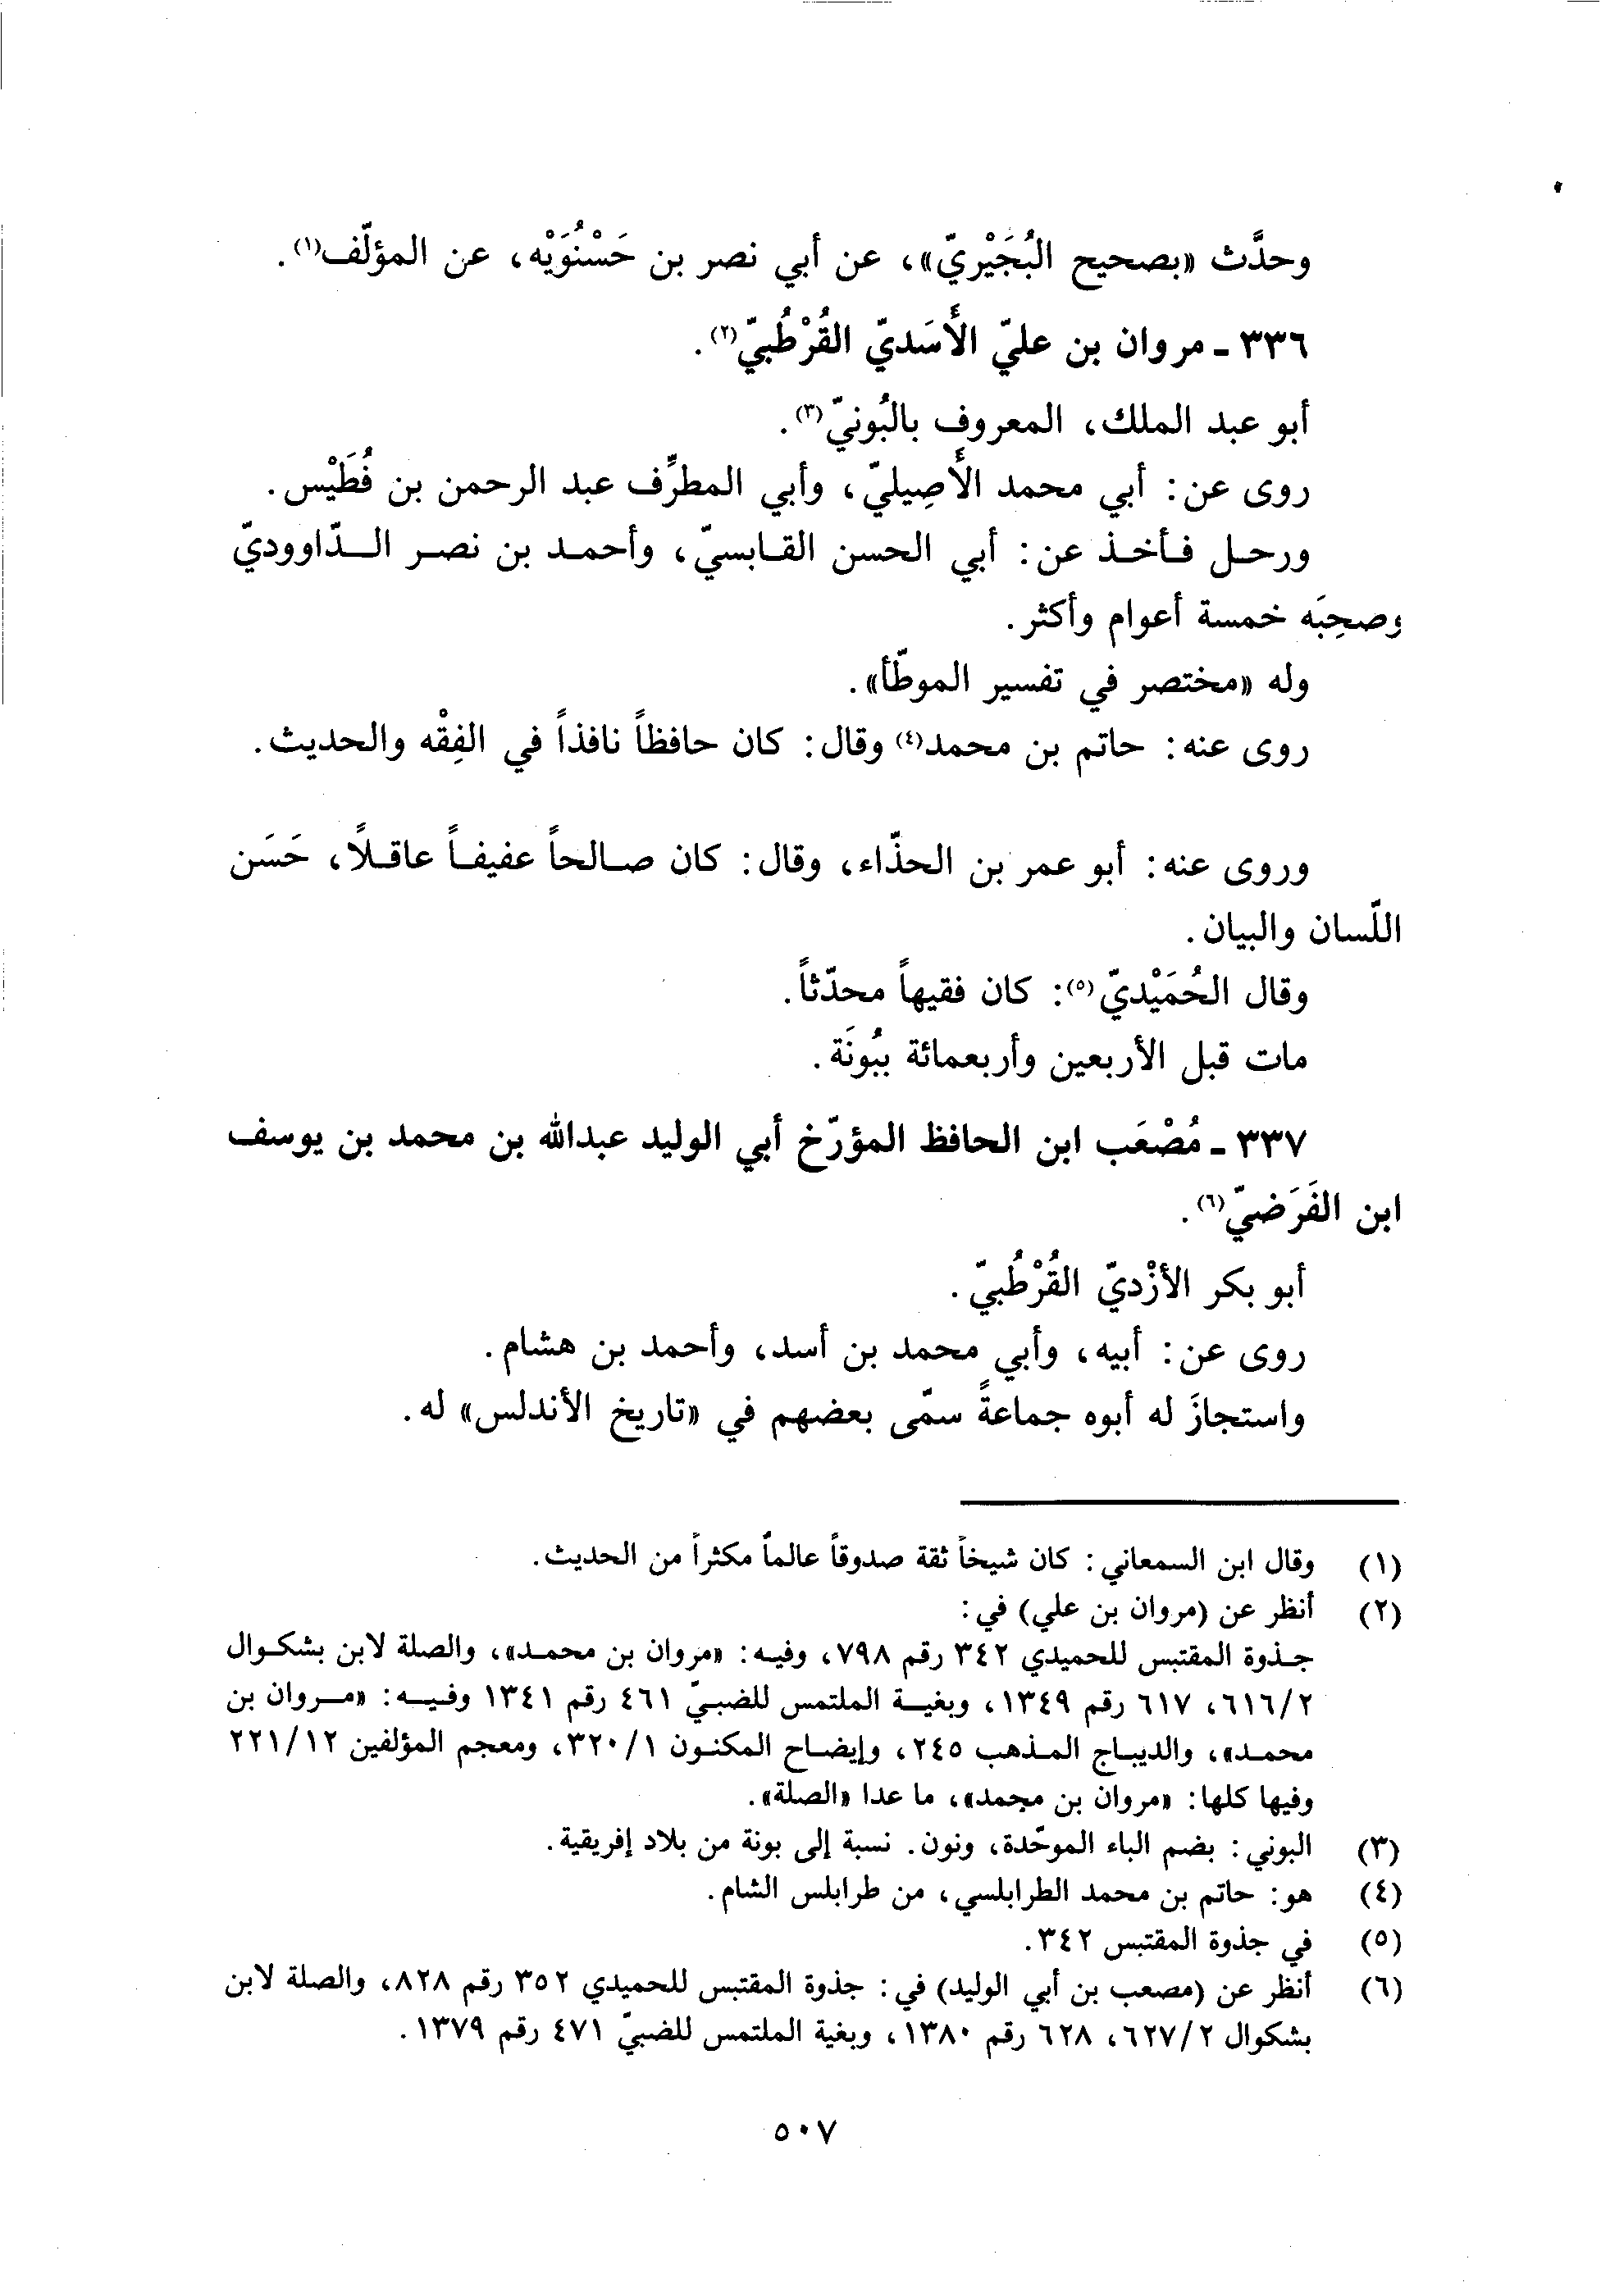 وحدَّث «بصحيح البُجَيْريّ»، عن أبي نصر بن حَسْنُوَيْه، عن المؤلّف(١).
٣٣٦ ـ مروان بن عليّ الأَسَديّ القُرْطُبيّ(٢).
أبو عبد الملك، المعروف بالبُونيّ(٣).
روى عن: أبي محمد الأَصِيليّ، وأبي المطرِّف عبد الرحمن بن فُطَيْس.
ورحل فأخذ عن: أبي الحسن القابسيّ، وأحمد بن نصر الدّاووديّ
وصحِبَه خمسة أعوام وأكثر.
وله «مختصر في تفسير الموطّأ».
روى عنه: حاتم بن محمد(٤) وقال: كان حافظاً نافذاً في الفِقْه والحديث.
وروى عنه: أبو عمر بن الحذّاء، وقال: كان صالحاً عفيفاً عاقلاً، حَسَن
اللّسان والبيان.
وقال الحُمَيْديّ(٥): كان فقيهاً محدّثاً.
مات قبل الأربعين وأربعمائة ببُونَة.
٣٣٧ ـ مُصْعَب ابن الحافظ المؤرّخ أبي الوليد عبدالله بن محمد بن يوسف
ابن الفَرَضيّ(٦).
أبو بكر الأزْديّ القُرْطُبيّ.
روى عن: أبيه، وأبي محمد بن أسد، وأحمد بن هشام.
واستجازَ له أبوه جماعةً سمّى بعضهم في «تاريخ الأندلس» له.
(١) وقال ابن السمعاني: كان شيخاً ثقة صدوقاً عالماً مكثراً من الحديث.
(٢) أنظر عن (مروان بن علي) في:
جذوة المقتبس للحميدي ٣٤٢ رقم ٧٩٨، وفيه: «مروان بن محمد»، والصلة لابن بشكوال
٦١٦/٢، ٦١٧ رقم ١٣٤٩، وبغية الملتمس للضبيّ ٤٦١ رقم ١٣٤١ وفيه: «مروان بن
محمد»، والديباج المذهب ٢٤٥، وإيضاح المكنون ٣٢٠/١، ومعجم المؤلفين ٢٢١/١٢
وفيها كلها: «مروان بن محمد»، ما عدا «الصلة».
(٣) البوني: بضم الباء الموحّدة، ونون. نسبة إلى بونة من بلاد إفريقية.
(٤) هو: حاتم بن محمد الطرابلسي، من طرابلس الشام.
(٥) في جذوة المقتبس ٣٤٢.
(٦) أنظر عن (مصعب بن أبي الوليد) في: جذوة المقتبس للحميدي ٣٥٢ رقم ٨٢٨، والصلة لابن
بشكوال ٦٢٧/٢، ٦٢٨ رقم ١٣٨٠، وبغية الملتمس للضبيّ ٤٧١ رقم ١٣٧٩.
٥٠٧